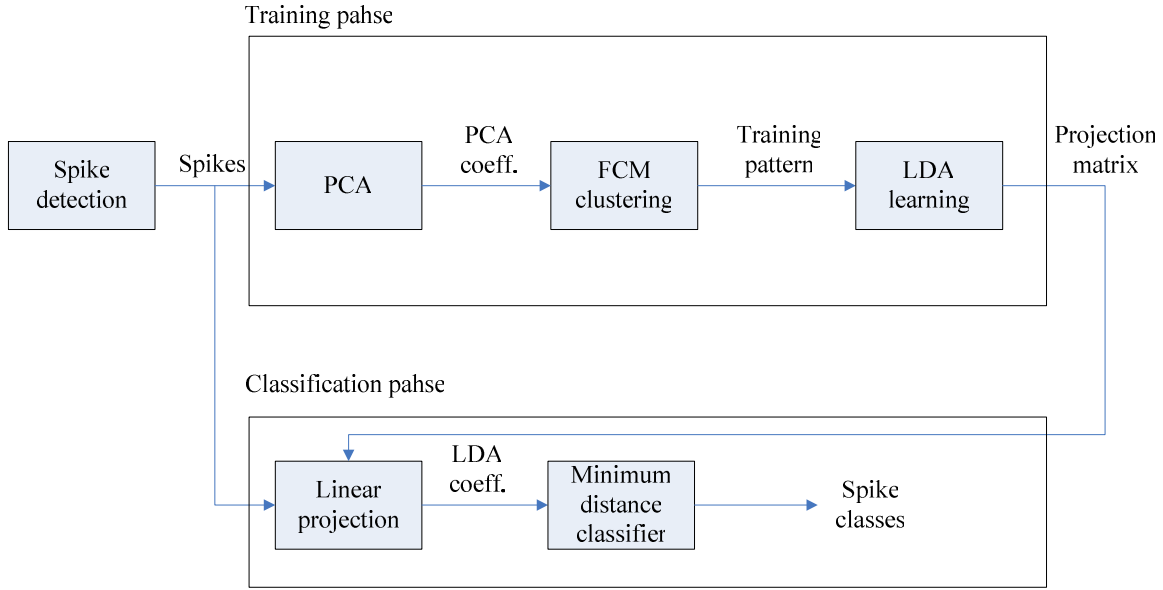 Training pahse
Spike
detection
Spikes
PCA
PCA
coeff.
FCM
clustering
Training
pattern
LDA
learning
Projection
matrix
Classification pahse
Linear
projection
LDA
coeff.
Minimum
distance
classifier
Spike
classes